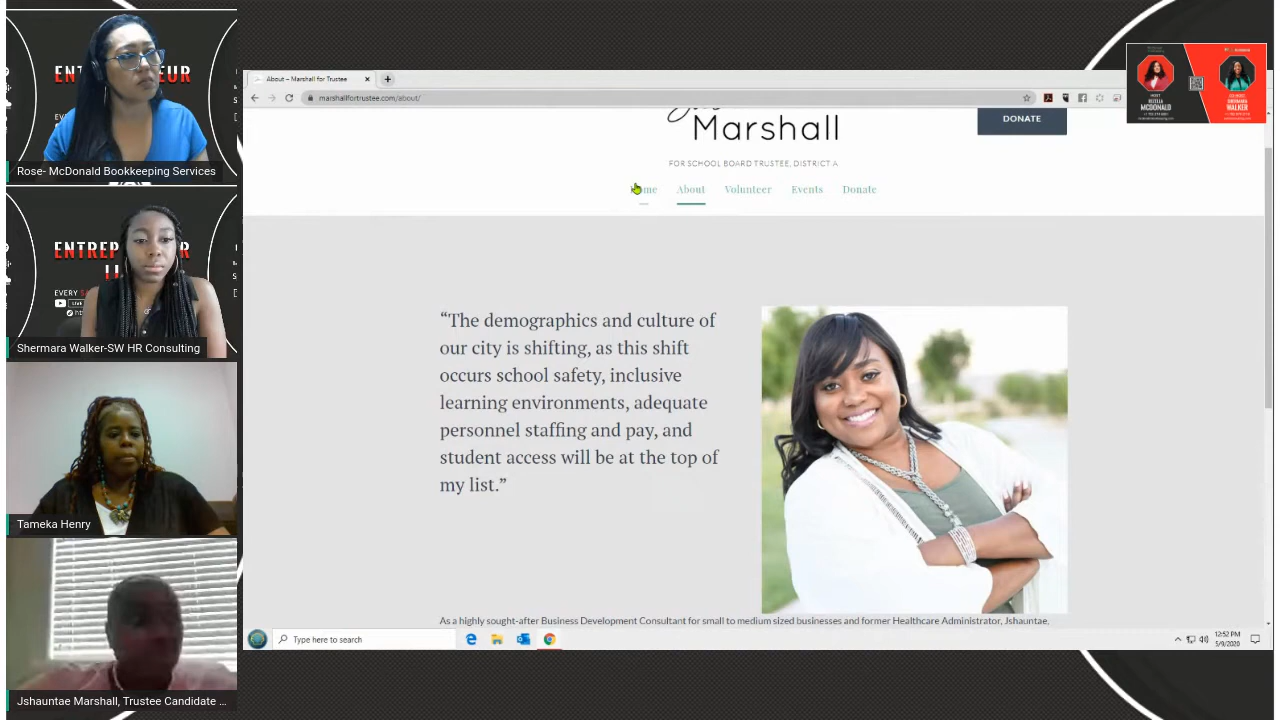 Rose- McDonald Bookkeeping Services
ENTREP
EVERY
LIVE
Shermara Walker-SW HR Consulting
Tameka Henry
Jshauntae Marshall, Trustee Candidate ...
About – Marshall for Trustee
marshallfortrustee.com/about/
Marshall
DONATE
FOR SCHOOL BOARD TRUSTEE, DISTRICT A
About Volunteer Events Donate
“The demographics and culture of
our city is shifting, as this shift
occurs school safety, inclusive
learning environments, adequate
personnel staffing and pay, and
student access will be at the top of
my list.”
As a highly sought-after Business Development Consultant for small to medium sized businesses and former Healthcare Administrator, Jshauntae,
Type here to search
12:52 PM
5/9/2020
HOST
MCDONALD
WALKER